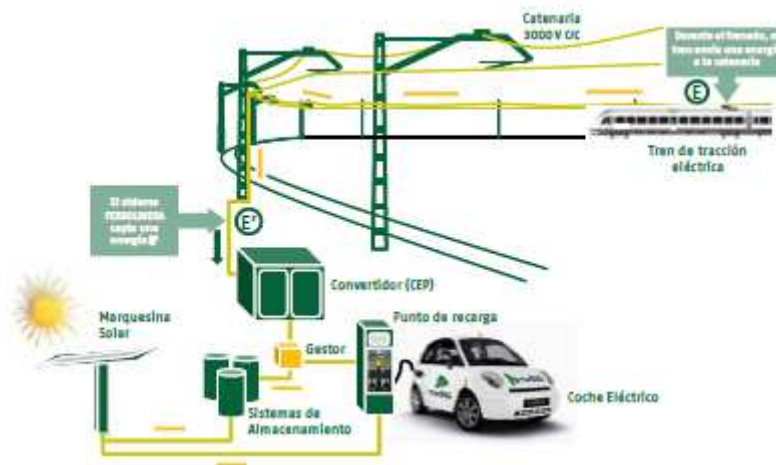 Catenaria
3000 V C/C
Durante el frenado, el
tren envía una energía
a la catenaria
E
Tren de tracción
eléctrica
El sistema
FERROLINERA
capta una
energía E'
E'
Convertidor (CEP)
Marquesina
Solar
Punto de recarga
Gestor
Coche Eléctrico
Sistemas de
Almacenamiento